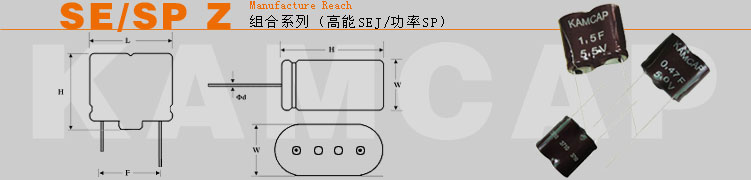 SE/SP Z
Manufacture Reach
组合系列（高能SEJ/功率SP）
L
H
F
Φd
H
W
W
KAMCAP
KAMCAP
1.5F
5.5V
KAMCAP
0.47F
5.0V